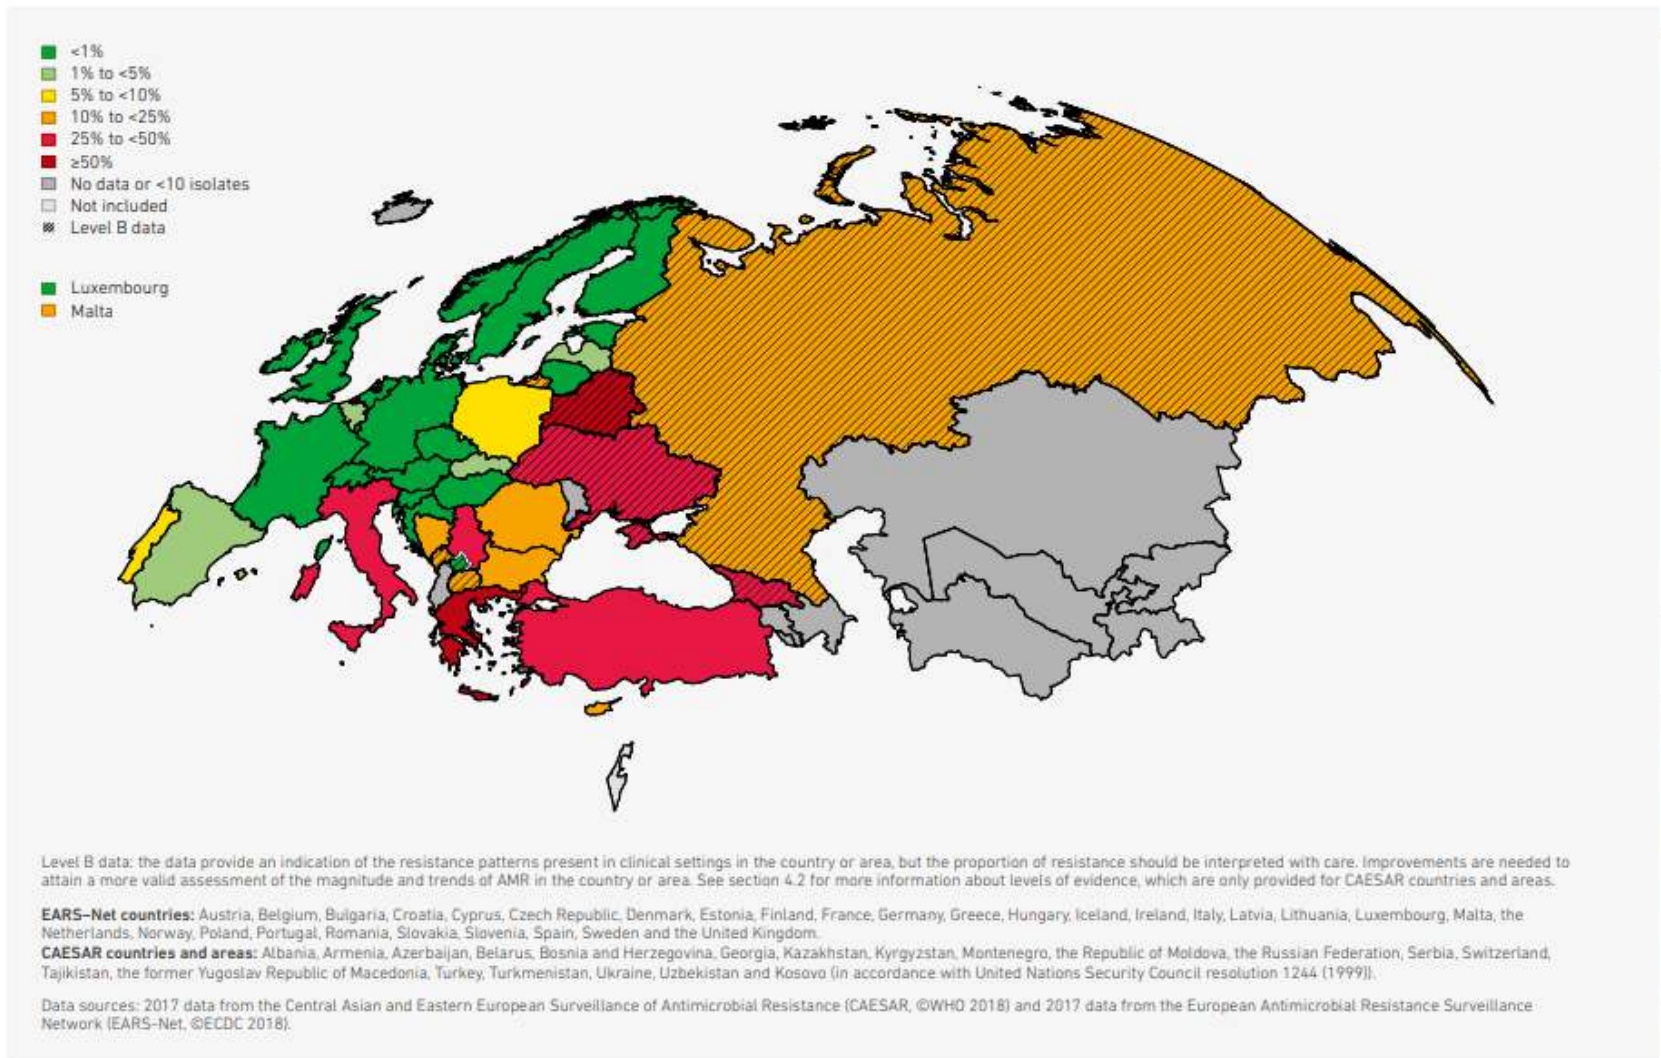 <1%
1% to <5%
5% to <10%
10% to <25%
25% to <50%
≥50%
No data or <10 isolates
Not included
Level B data
Luxembourg
Malta
Level B data: the data provide an indication of the resistance patterns present in clinical settings in the country or area, but the proportion of resistance should be interpreted with care. Improvements are needed to
attain a more valid assessment of the magnitude and trends of AMR in the country or area. See section 4.2 for more information about levels of evidence, which are only provided for CAESAR countries and areas.
EARS–Net countries: Austria, Belgium, Bulgaria, Croatia, Cyprus, Czech Republic, Denmark, Estonia, Finland, France, Germany, Greece, Hungary, Iceland, Ireland, Italy, Latvia, Lithuania, Luxembourg, Malta, the
Netherlands, Norway, Poland, Portugal, Romania, Slovakia, Slovenia, Spain, Sweden and the United Kingdom.
CAESAR countries and areas: Albania, Armenia, Azerbaijan, Belarus, Bosnia and Herzegovina, Georgia, Kazakhstan, Kyrgyzstan, Montenegro, the Republic of Moldova, the Russian Federation, Serbia, Switzerland,
Tajikistan, the former Yugoslav Republic of Macedonia, Turkey, Turkmenistan, Ukraine, Uzbekistan and Kosovo (in accordance with United Nations Security Council resolution 1244 (1999)).
Data sources: 2017 data from the Central Asian and Eastern European Surveillance of Antimicrobial Resistance (CAESAR, ©WHO 2018) and 2017 data from the European Antimicrobial Resistance Surveillance
Network (EARS-Net, ©ECDC 2018).